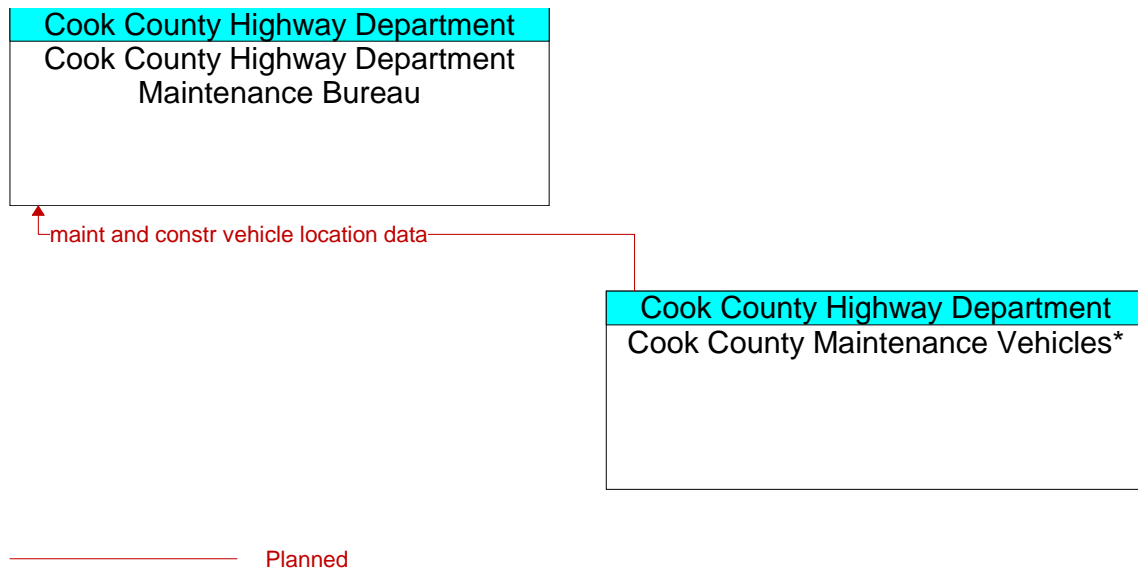 Cook County Highway Department
Cook County Highway Department
Maintenance Bureau
maint and constr vehicle location data
Cook County Highway Department
Cook County Maintenance Vehicles*
Planned